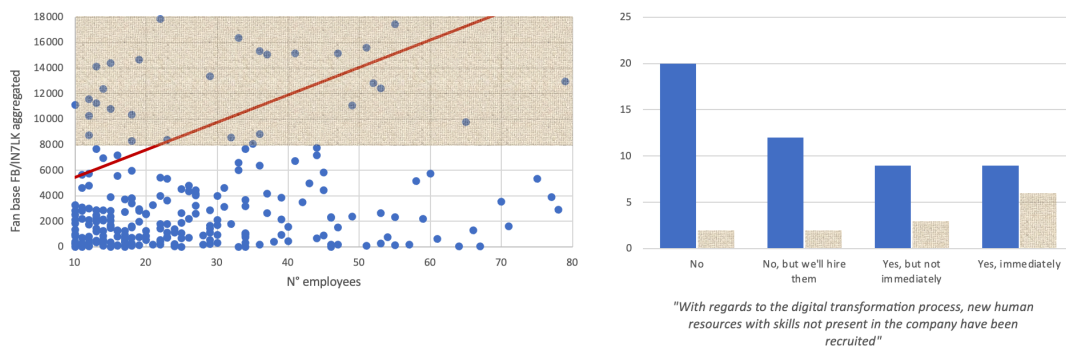 18000
16000
14000
12000
10000
8000
6000
4000
2000
0
Fan base FB/IN7LK aggregated
10 20 30 40 50 60 70 80
N° employees
25
20
15
10
5
0
No
No, but we'll hire
them
Yes, but not
immediately
Yes, immediately
"With regards to the digital transformation process, new human
resources with skills not present in the company have been
recruited"